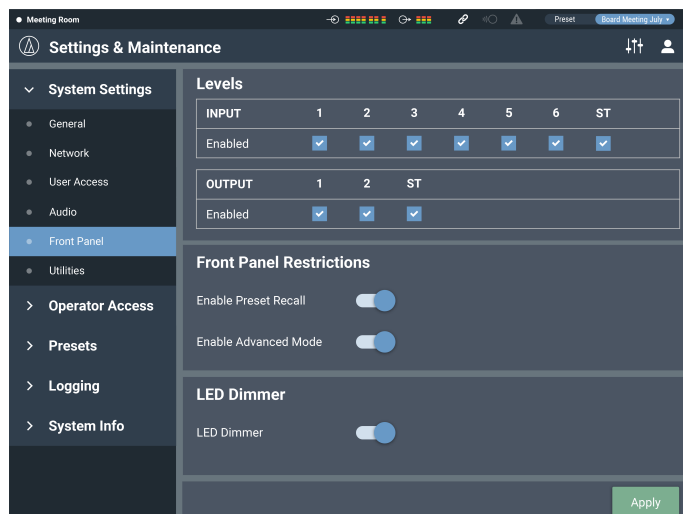 Meeting Room
Preset
Board Meeting July
Settings & Maintenance
System Settings
General
Network
User Access
Audio
Front Panel
Utilities
Operator Access
Presets
Logging
System Info
Levels
INPUT 1 2 3 4 5 6 ST
Enabled
OUTPUT 1 2 ST
Enabled
Front Panel Restrictions
Enable Preset Recall
Enable Advanced Mode
LED Dimmer
LED Dimmer
Apply